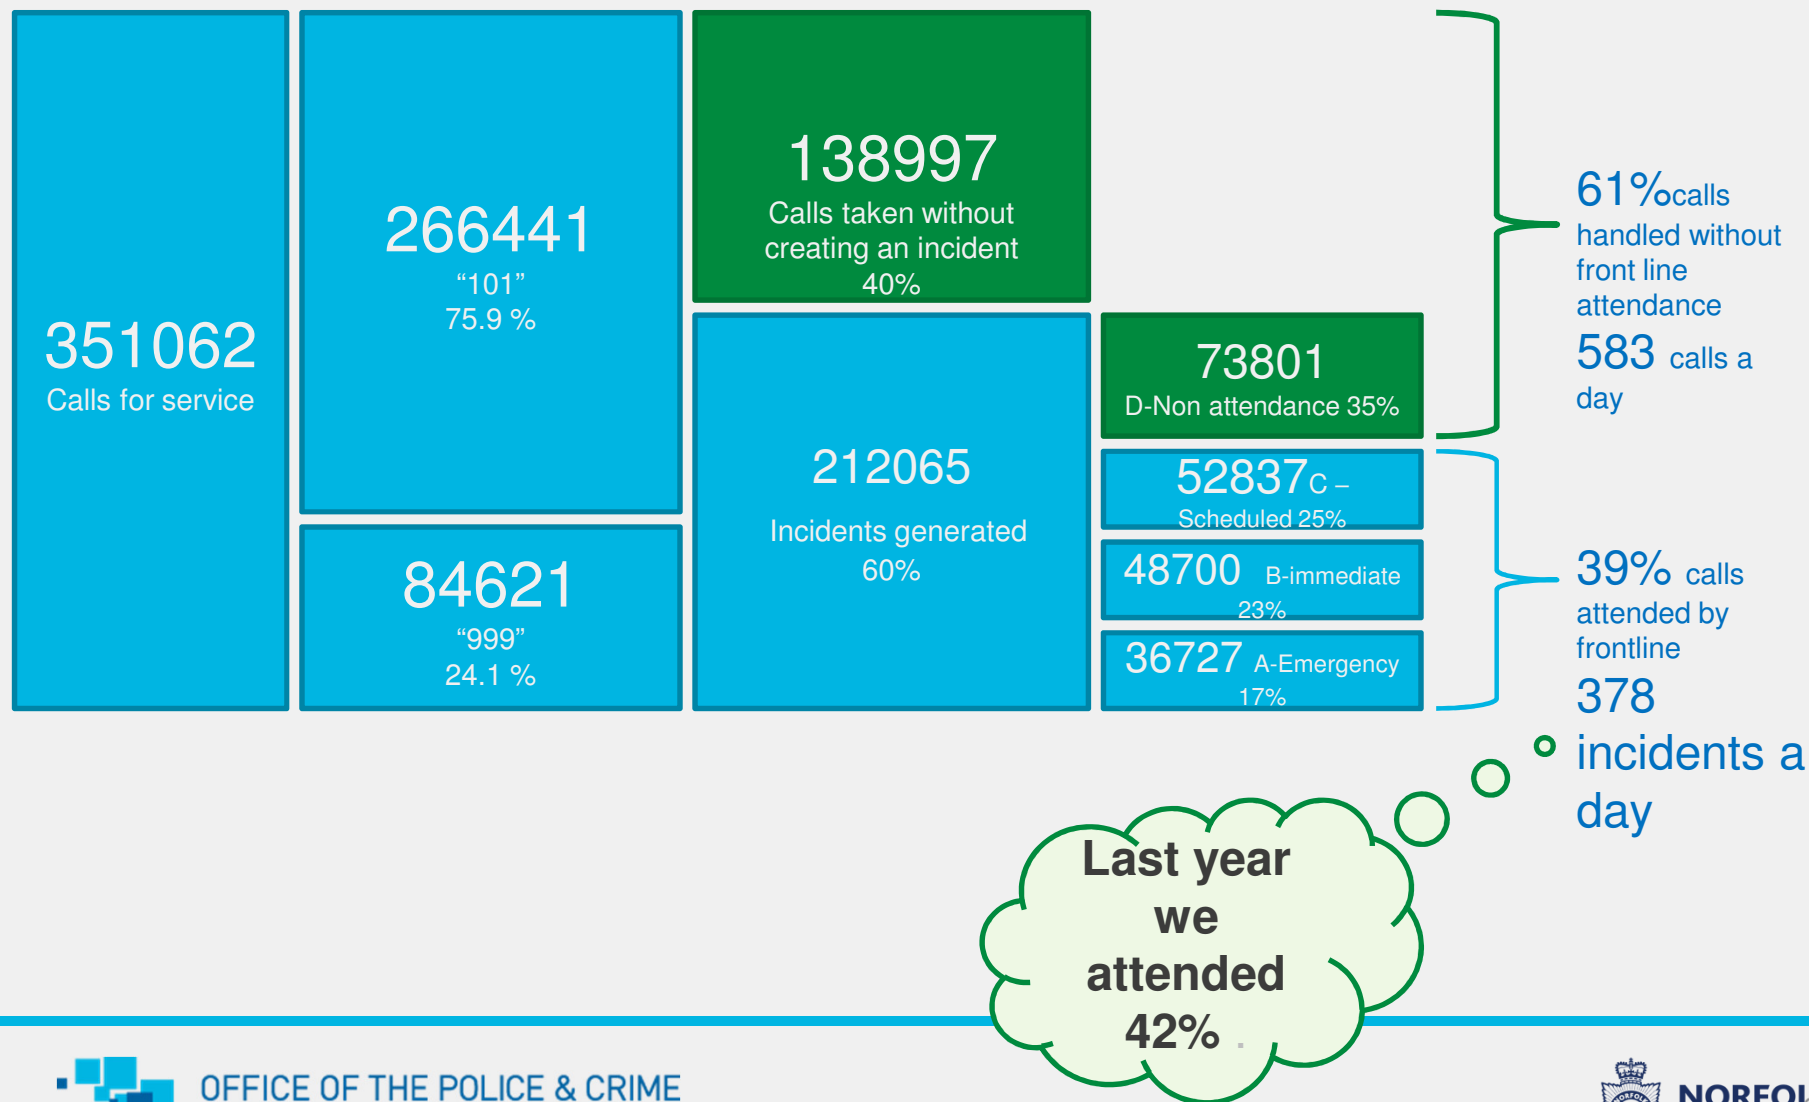 351062
Calls for service
266441
“101”
75.9 %
84621
“999”
24.1 %
138997
Calls taken without
creating an incident
40%
212065
Incidents generated
60%
73801
D-Non attendance 35%
52837 C –
Scheduled 25%
48700 B-immediate
23%
36727 A-Emergency
17%
61%calls
handled without
front line
attendance
583 calls a
day
39% calls
attended by
frontline
378
incidents a
day
Last year
we
attended
42% .
OFFICE OF THE POLICE & CRIME